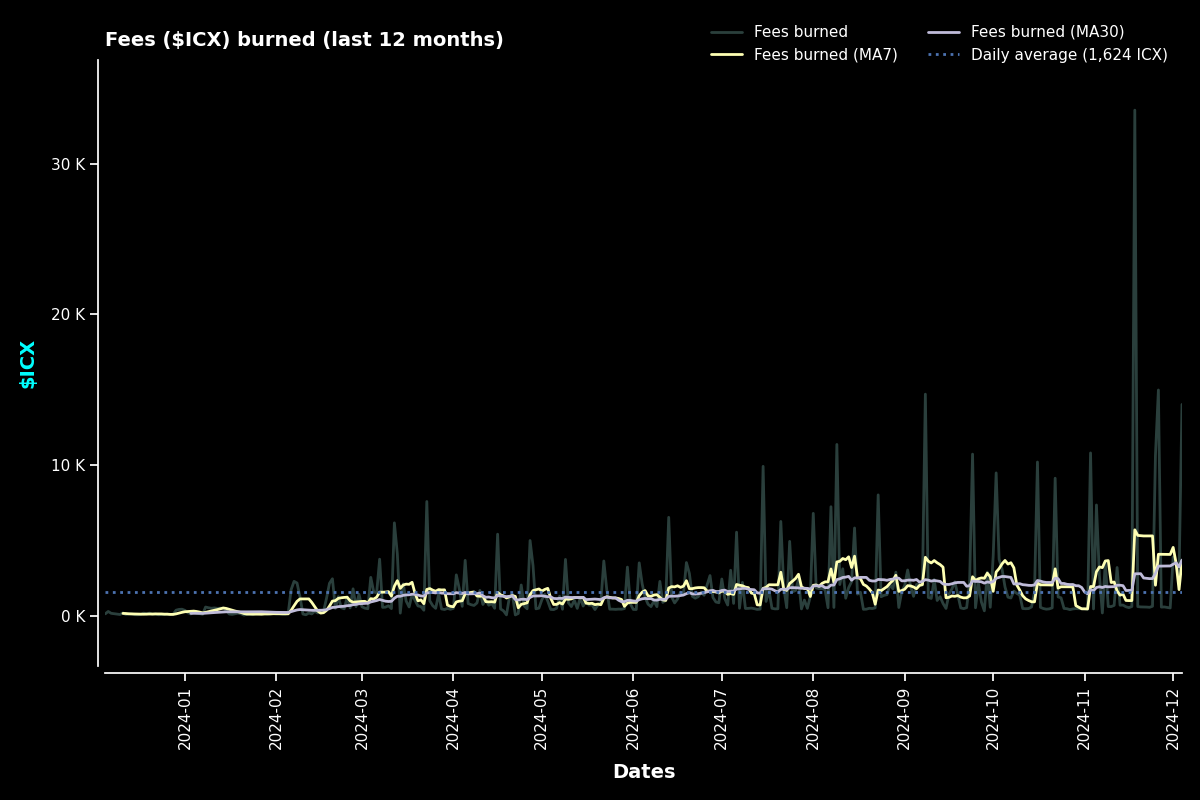 Fees ($ICX) burned (last 12 months)
Fees burned
Fees burned (MA7)
Fees burned (MA30)
Daily average (1,624 ICX)
$ICX
30 K
20 K
10 K
0 K
2024-01
2024-02
2024-03
2024-04
2024-05
2024-06
2024-07
2024-08
2024-09
2024-10
2024-11
2024-12
Dates